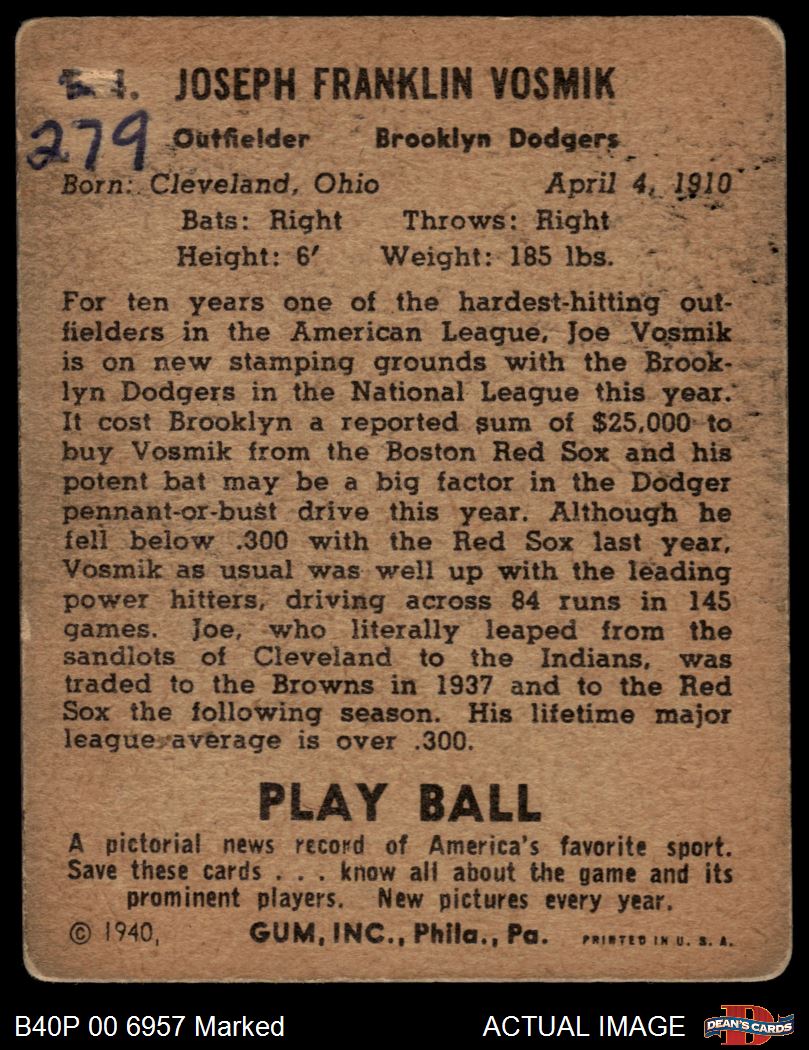 4. JOSEPH FRANKLIN VOSMIK
279
Outfielder Brooklyn Dodgers
Born: Cleveland, Ohio April 4, 1910
Bats: Right Throws: Right
Height: 6′ Weight: 185 lbs.
For ten years one of the hardest-hitting out-
fielders in the American League, Joe Vosmik
is on new stamping grounds with the Brook-
lyn Dodgers in the National League this year.
It cost Brooklyn a reported sum of $25,000 to
buy Vosmik from the Boston Red Sox and his
potent bat may be a big factor in the Dodger
pennant-or-bust drive this year. Although he
fell below .300 with the Red Sox last year,
Vosmik as usual was well up with the leading
power hitters, driving across 84 runs in 145
games. Joe, who literally leaped from the
sandlots of Cleveland to the Indians, was
traded to the Browns in 1937 and to the Red
Sox the following season. His lifetime major
league average is over .300.
PLAY BALL
A pictorial news record of America's favorite sport.
Save these cards . . . know all about the game and its
prominent players. New pictures every year.
© 1940, GUM, INC., Phila., Pa. PRINTED IN U. S. A.
B40P 00 6957 Marked ACTUAL IMAGE
D
DEAN'S CARDS